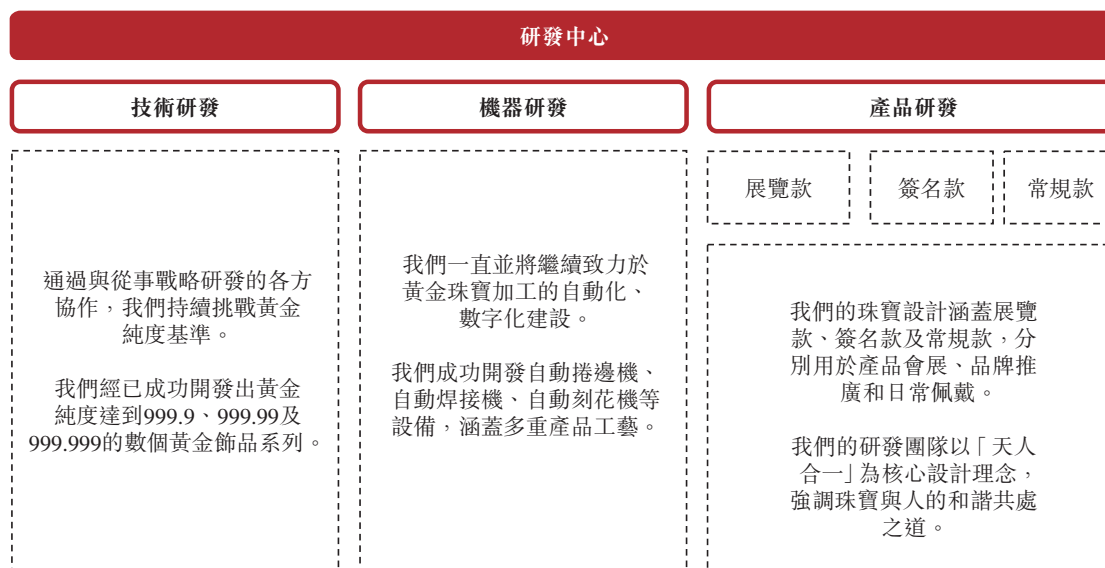 研發中心
技術研發
通過與從事戰略研發的各方
協作，我們持續挑戰黃金
純度基準。
我們經已成功開發出黃金
純度達到999.9、999.99及
999.999的數個黃金飾品系列。
機器研發
我們一直並將繼續致力於
黃金珠寶加工的自動化、
數字化建設。
我們成功開發自動捲邊機、
自動焊接機、自動刻花機等
設備，涵蓋多重產品工藝。
產品研發
展覽款
簽名款
常規款
我們的珠寶設計涵蓋展覽
款、簽名款及常規款，分
別用於產品會展、品牌推
廣和日常佩戴。
我們的研發團隊以「天人
合一」為核心設計理念，
強調珠寶與人的和諧共處
之道。